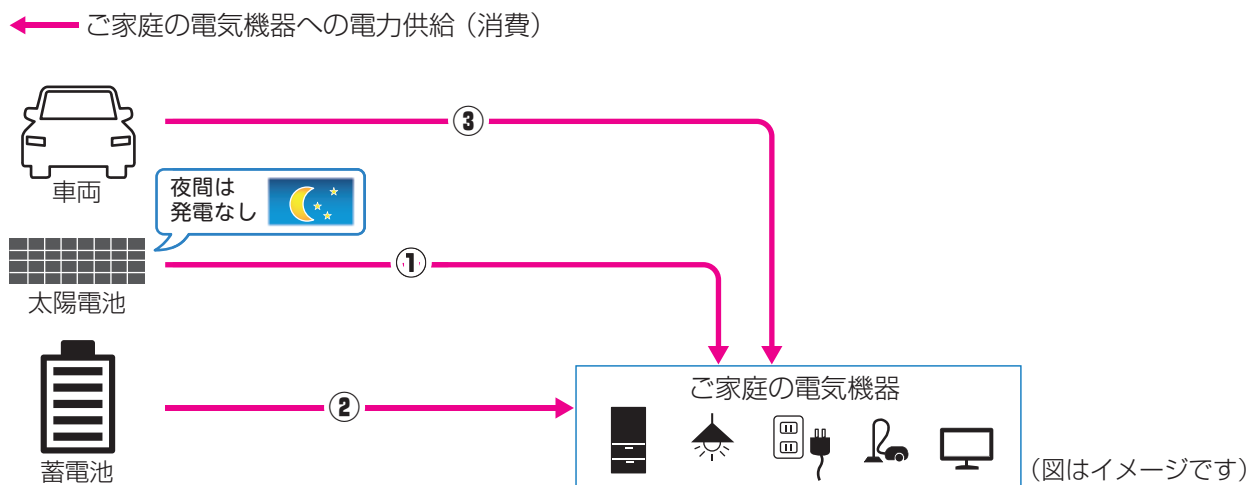 ご家庭の電気機器への電力供給（消費）
③
車両
夜間は
発電なし
①
太陽電池
ご家庭の電気機器
②
蓄電池
（図はイメージです）